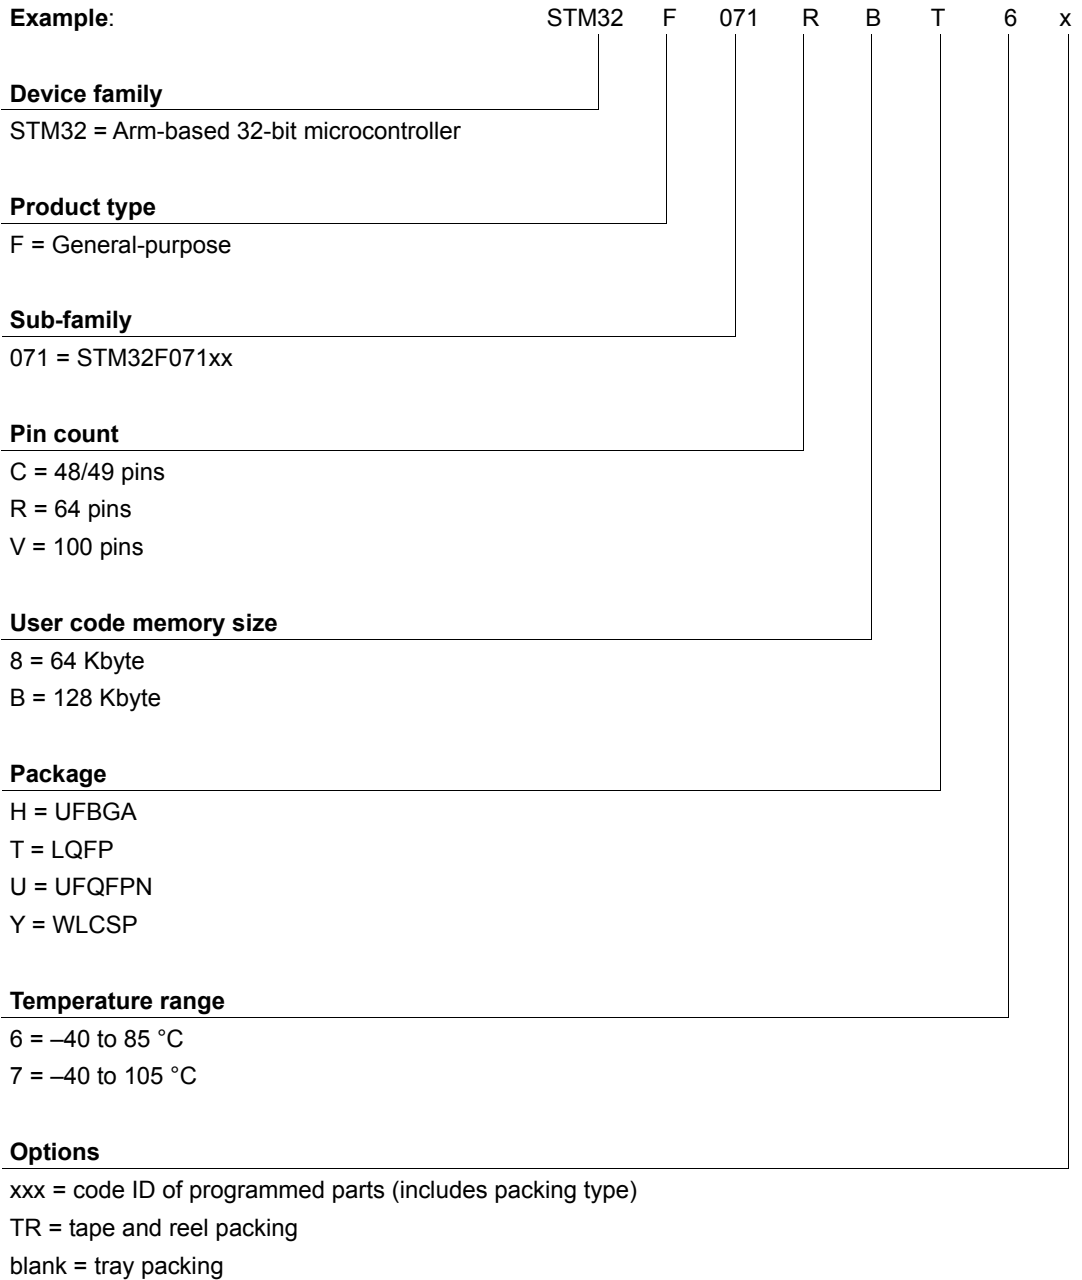 Example: STM32 F 071 R B T 6 x
Device family
STM32 = Arm-based 32-bit microcontroller
Product type
F = General-purpose
Sub-family
071 = STM32F071xx
Pin count
C = 48/49 pins
R = 64 pins
V = 100 pins
User code memory size
8 = 64 Kbyte
B = 128 Kbyte
Package
H = UFBGA
T = LQFP
U = UFQFPN
Y = WLCSP
Temperature range
6 = –40 to 85 °C
7 = –40 to 105 °C
Options
xxx = code ID of programmed parts (includes packing type)
TR = tape and reel packing
blank = tray packing